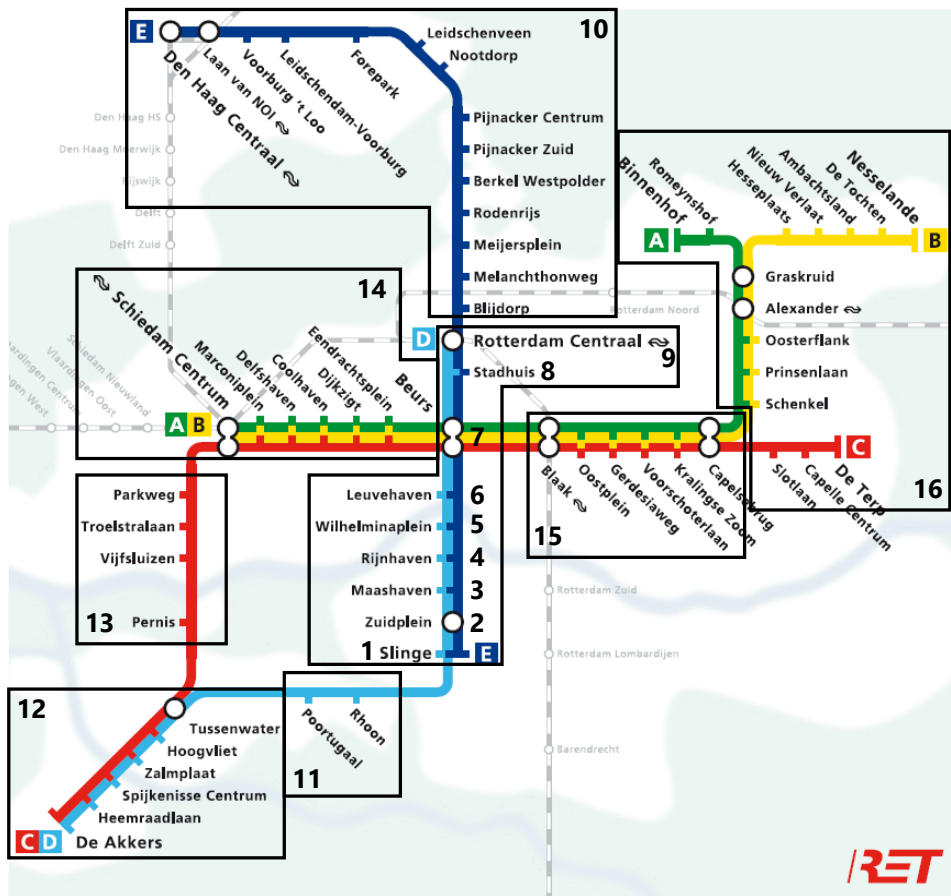 E
Den Haag Centraal
Laan van NOI
Voorburg 't Loo
Leidschendam-Voorburg
Forepark
Leidschenveen
Nootdorp
10
Pijnacker Centrum
Pijnacker Zuid
Berkel Westpolder
Rodenrijs
Meijersplein
Melanchthonweg
Blijdorp
Den Haag HS
Den Haag Moerwijk
Rijswijk
Delft
Delft Zuid
Binnenhof
Romeynshof
Hesseplaats
Nieuw Verlaat
Ambachtsland
De Tochten
Nesselande
A
B
Graskruid
Alexander
Oosterflank
Prinsenlaan
Schenkel
Rotterdam Noord
14
Schiedam Centrum
Marconiplein
Delfshaven
Coolhaven
Dijkzigt
Eendrachtsplein
Beurs
D
Rotterdam Centraal
9
Stadhuis
8
Schiedam Nieuwland
Vlaardingen Oost
A B
7
C
Blaak
Oostplein
Gerdesiaweg
Voorschoterlaan
Kralingse Zoom
Capelsebrug
15
Slotlaan
Capelle Centrum
De Terp
16
Parkweg
Troelstralaan
Vijfsluizen
Pernis
13
Leuvehaven 6
Wilhelminaplein 5
Rijnhaven 4
Maashaven 3
Zuidplein 2
1 Slinge
E
Rotterdam Zuid
Rotterdam Lombardijen
Barendrecht
12
Tussenwater
Hoogvliet
Zalmplaat
Spijkenisse Centrum
Heemraadlaan
C D De Akkers
Poortugaal
Rhoon
11
RET